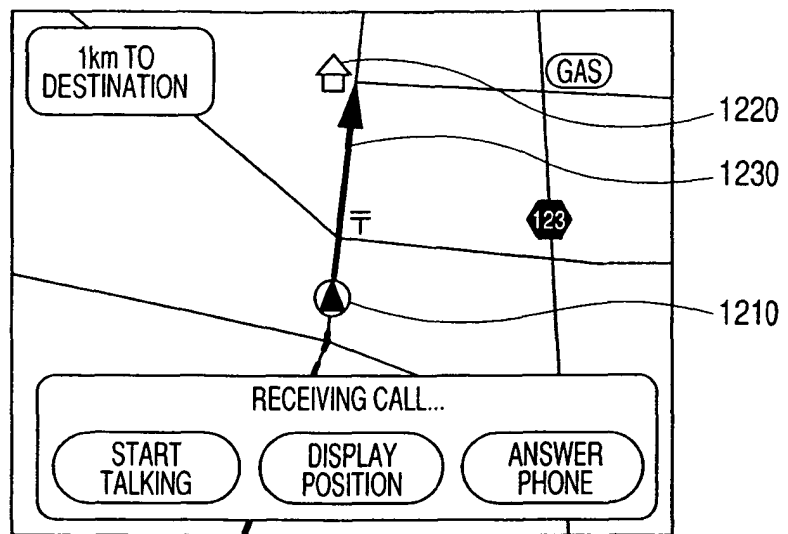 1km TO
DESTINATION
GAS
1220
1230
〒
123
1210
RECEIVING CALL...
START
TALKING
DISPLAY
POSITION
ANSWER
PHONE